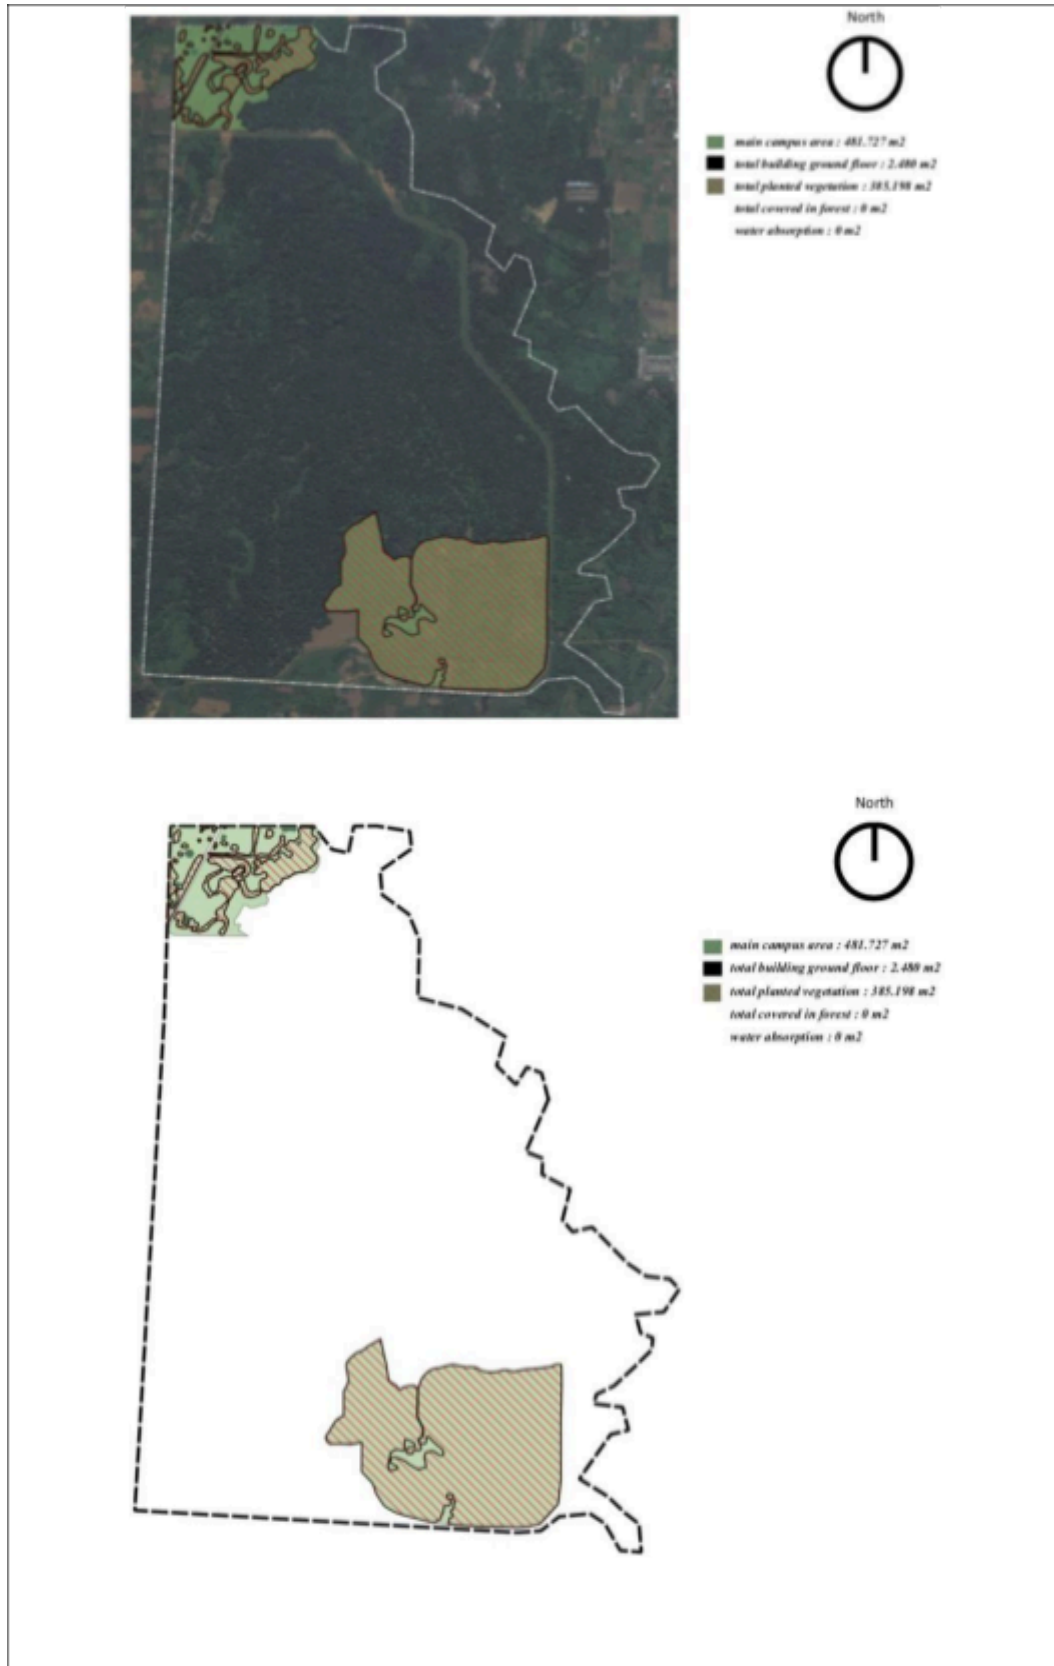 North
main campus area : 481.727 m2
total building ground floor : 2.480 m2
total planted vegetation : 385.198 m2
total covered in forest : 0 m2
water absorption : 0 m2
North
main campus area : 481.727 m2
total building ground floor : 2.480 m2
total planted vegetation : 385.198 m2
total covered in forest : 0 m2
water absorption : 0 m2